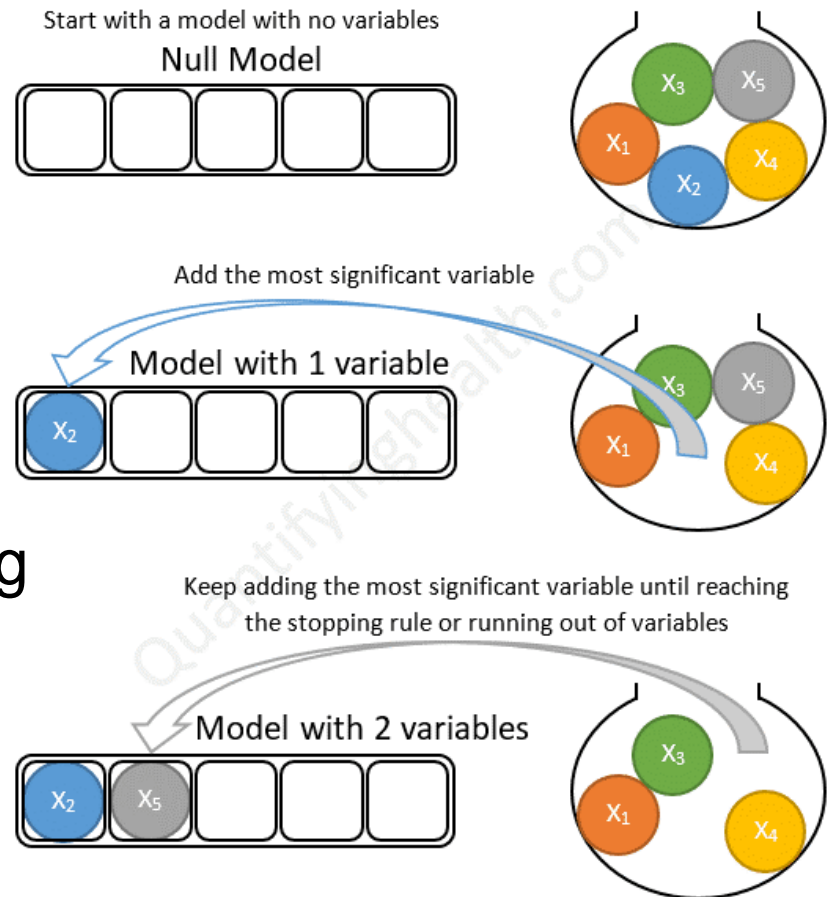 Start with a model with no variables
Null Model
X₃
X₅
X₁
X₂
X₄
Add the most significant variable
Model with 1 variable
X₂
X₃
X₅
X₁
X₄
g
Keep adding the most significant variable until reaching
the stopping rule or running out of variables
Model with 2 variables
X₂
X₅
X₃
X₁
X₄
Quantifyinghealth.com